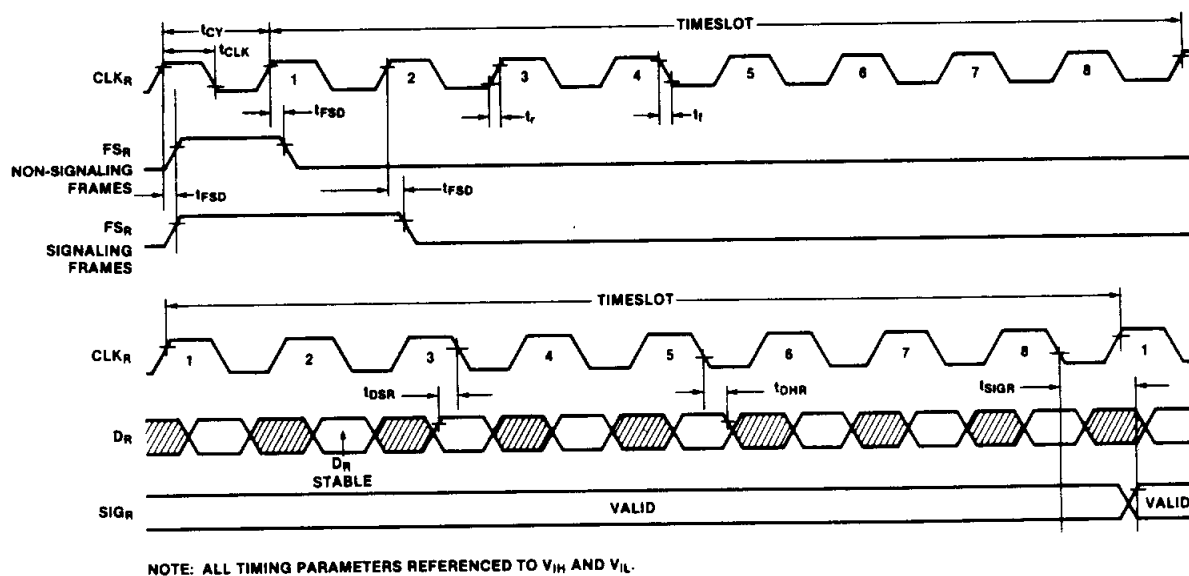 TIMESLOT
tCY
tCLK
CLKR
1 2 3 4 5 6 7 8
tFSD
tr
tf
FSR
NON-SIGNALING
FRAMES
tFSD
tFSD
FSR
SIGNALING
FRAMES
TIMESLOT
CLKR
1 2 3 4 5 6 7 8 1
tDSR
tDHR
tSIGR
DR
DR
STABLE
SIGR
VALID
VALID
NOTE: ALL TIMING PARAMETERS REFERENCED TO VIH AND VIL.